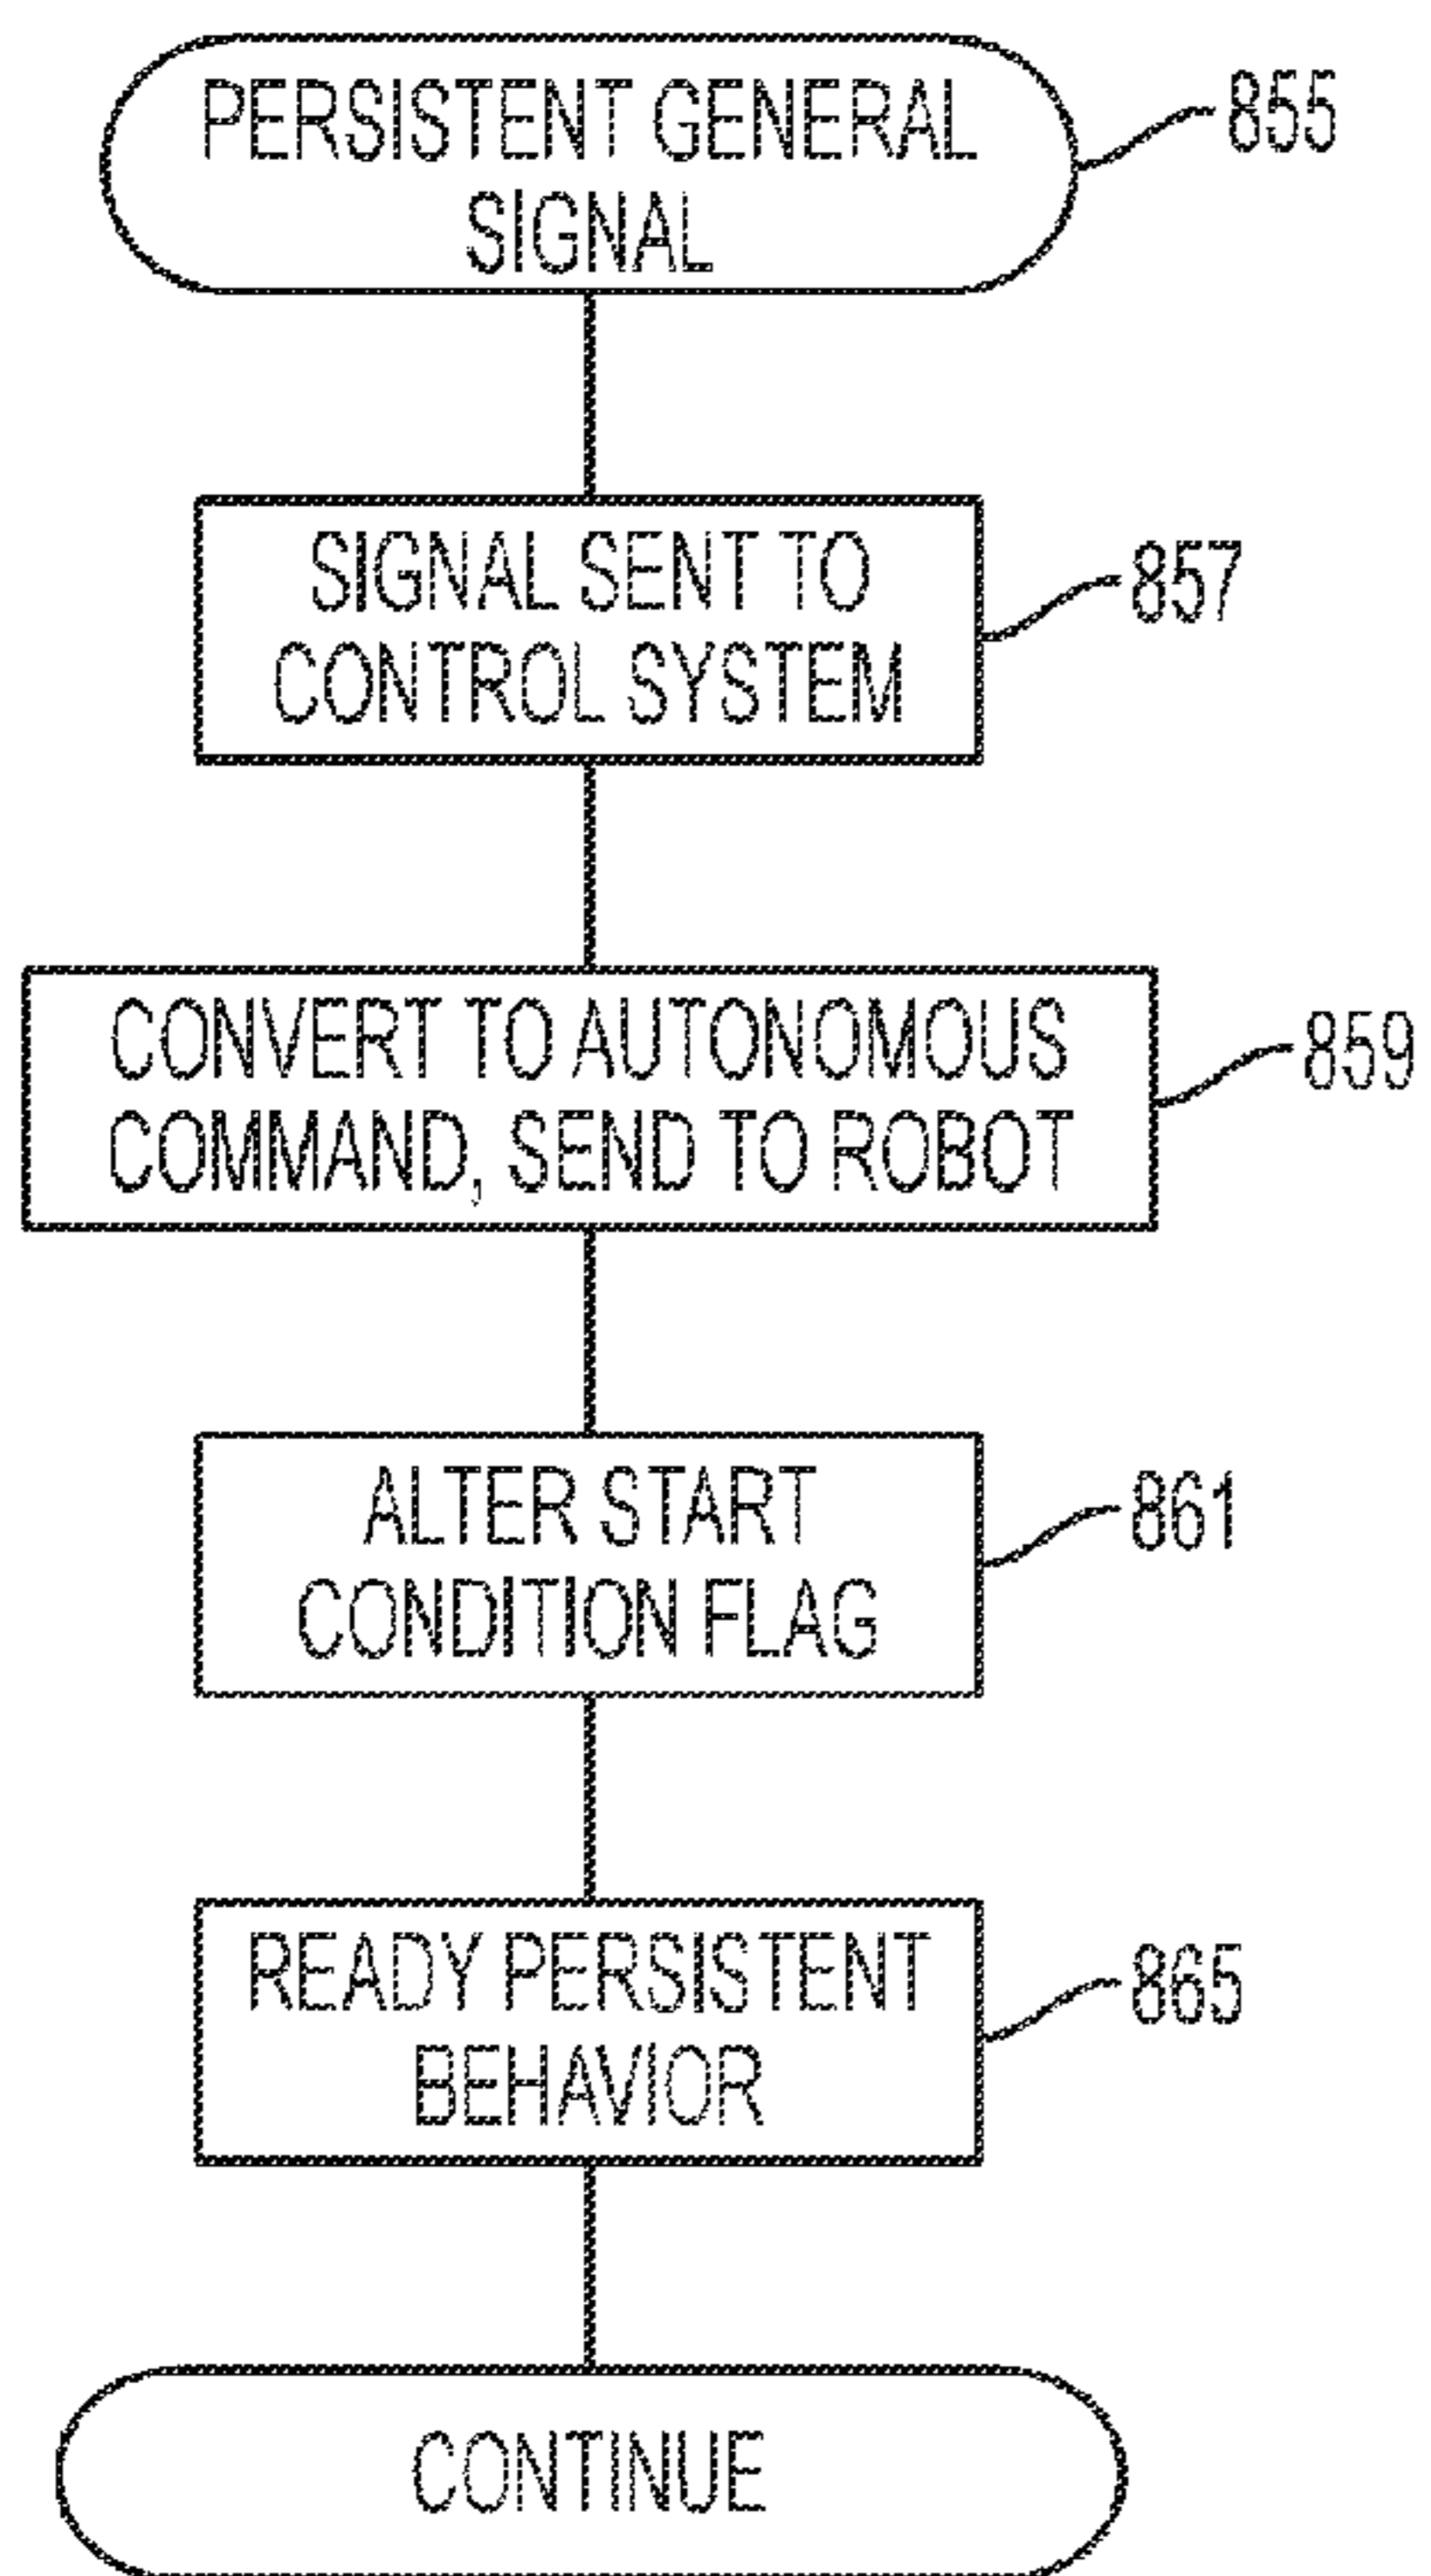 PERSISTENT GENERAL
SIGNAL
855
SIGNAL SENT TO
CONTROL SYSTEM
857
CONVERT TO AUTONOMOUS
COMMAND, SEND TO ROBOT
859
ALTER START
CONDITION FLAG
861
READY PERSISTENT
BEHAVIOR
865
CONTINUE